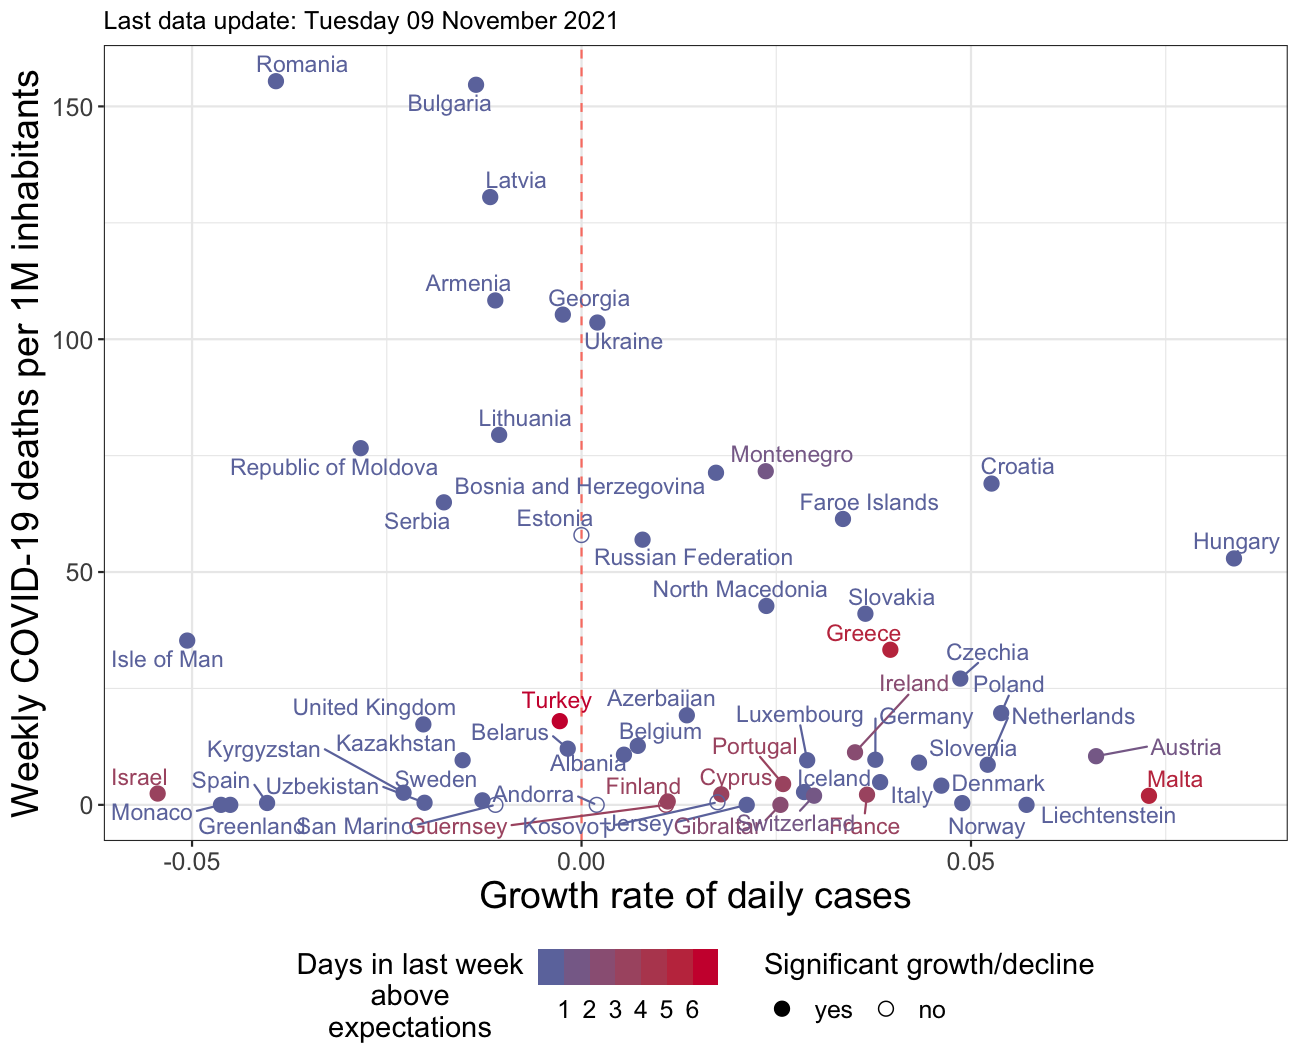 Last data update: Tuesday 09 November 2021
Weekly COVID-19 deaths per 1M inhabitants
150
100
50
0
Romania
Bulgaria
Latvia
Armenia
Georgia
Ukraine
Lithuania
Republic of Moldova
Montenegro
Croatia
Bosnia and Herzegovina
Serbia
Estonia
Faroe Islands
Hungary
Russian Federation
North Macedonia
Slovakia
Greece
Isle of Man
Czechia
Ireland
Poland
Turkey
Azerbaijan
United Kingdom
Luxembourg
Germany
Netherlands
Kyrgyzstan
Kazakhstan
Belarus
Belgium
Portugal
Slovenia
Austria
Albania
Israel
Spain
Uzbekistan
Sweden
Finland
Cyprus
Iceland
Denmark
Malta
Monaco
Andorra
Italy
Greenland
San Marino
Guernsey
Kosovo†
Jersey
Gibraltar
Switzerland
France
Norway
Liechtenstein
-0.05
0.00
0.05
Growth rate of daily cases
Days in last week
above
expectations
1 2 3 4 5 6
Significant growth/decline
yes
no